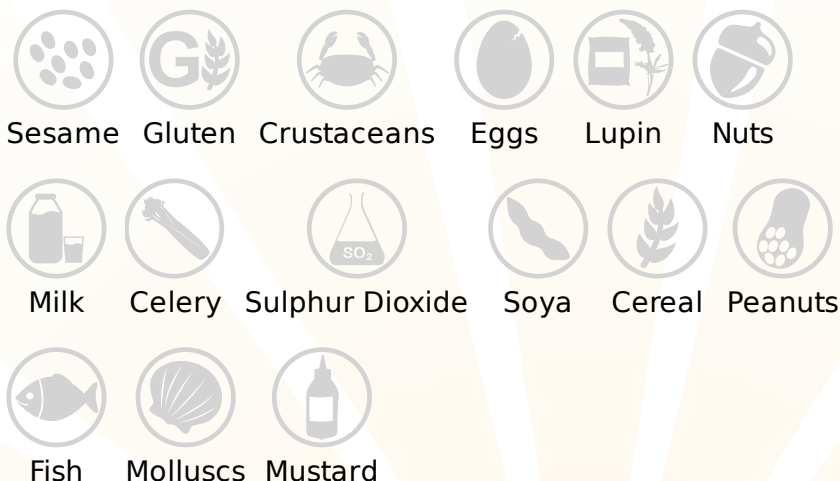 G
Sesame Gluten Crustaceans Eggs Lupin Nuts
SO₂
Milk Celery Sulphur Dioxide Soya Cereal Peanuts
Fish Molluscs Mustard